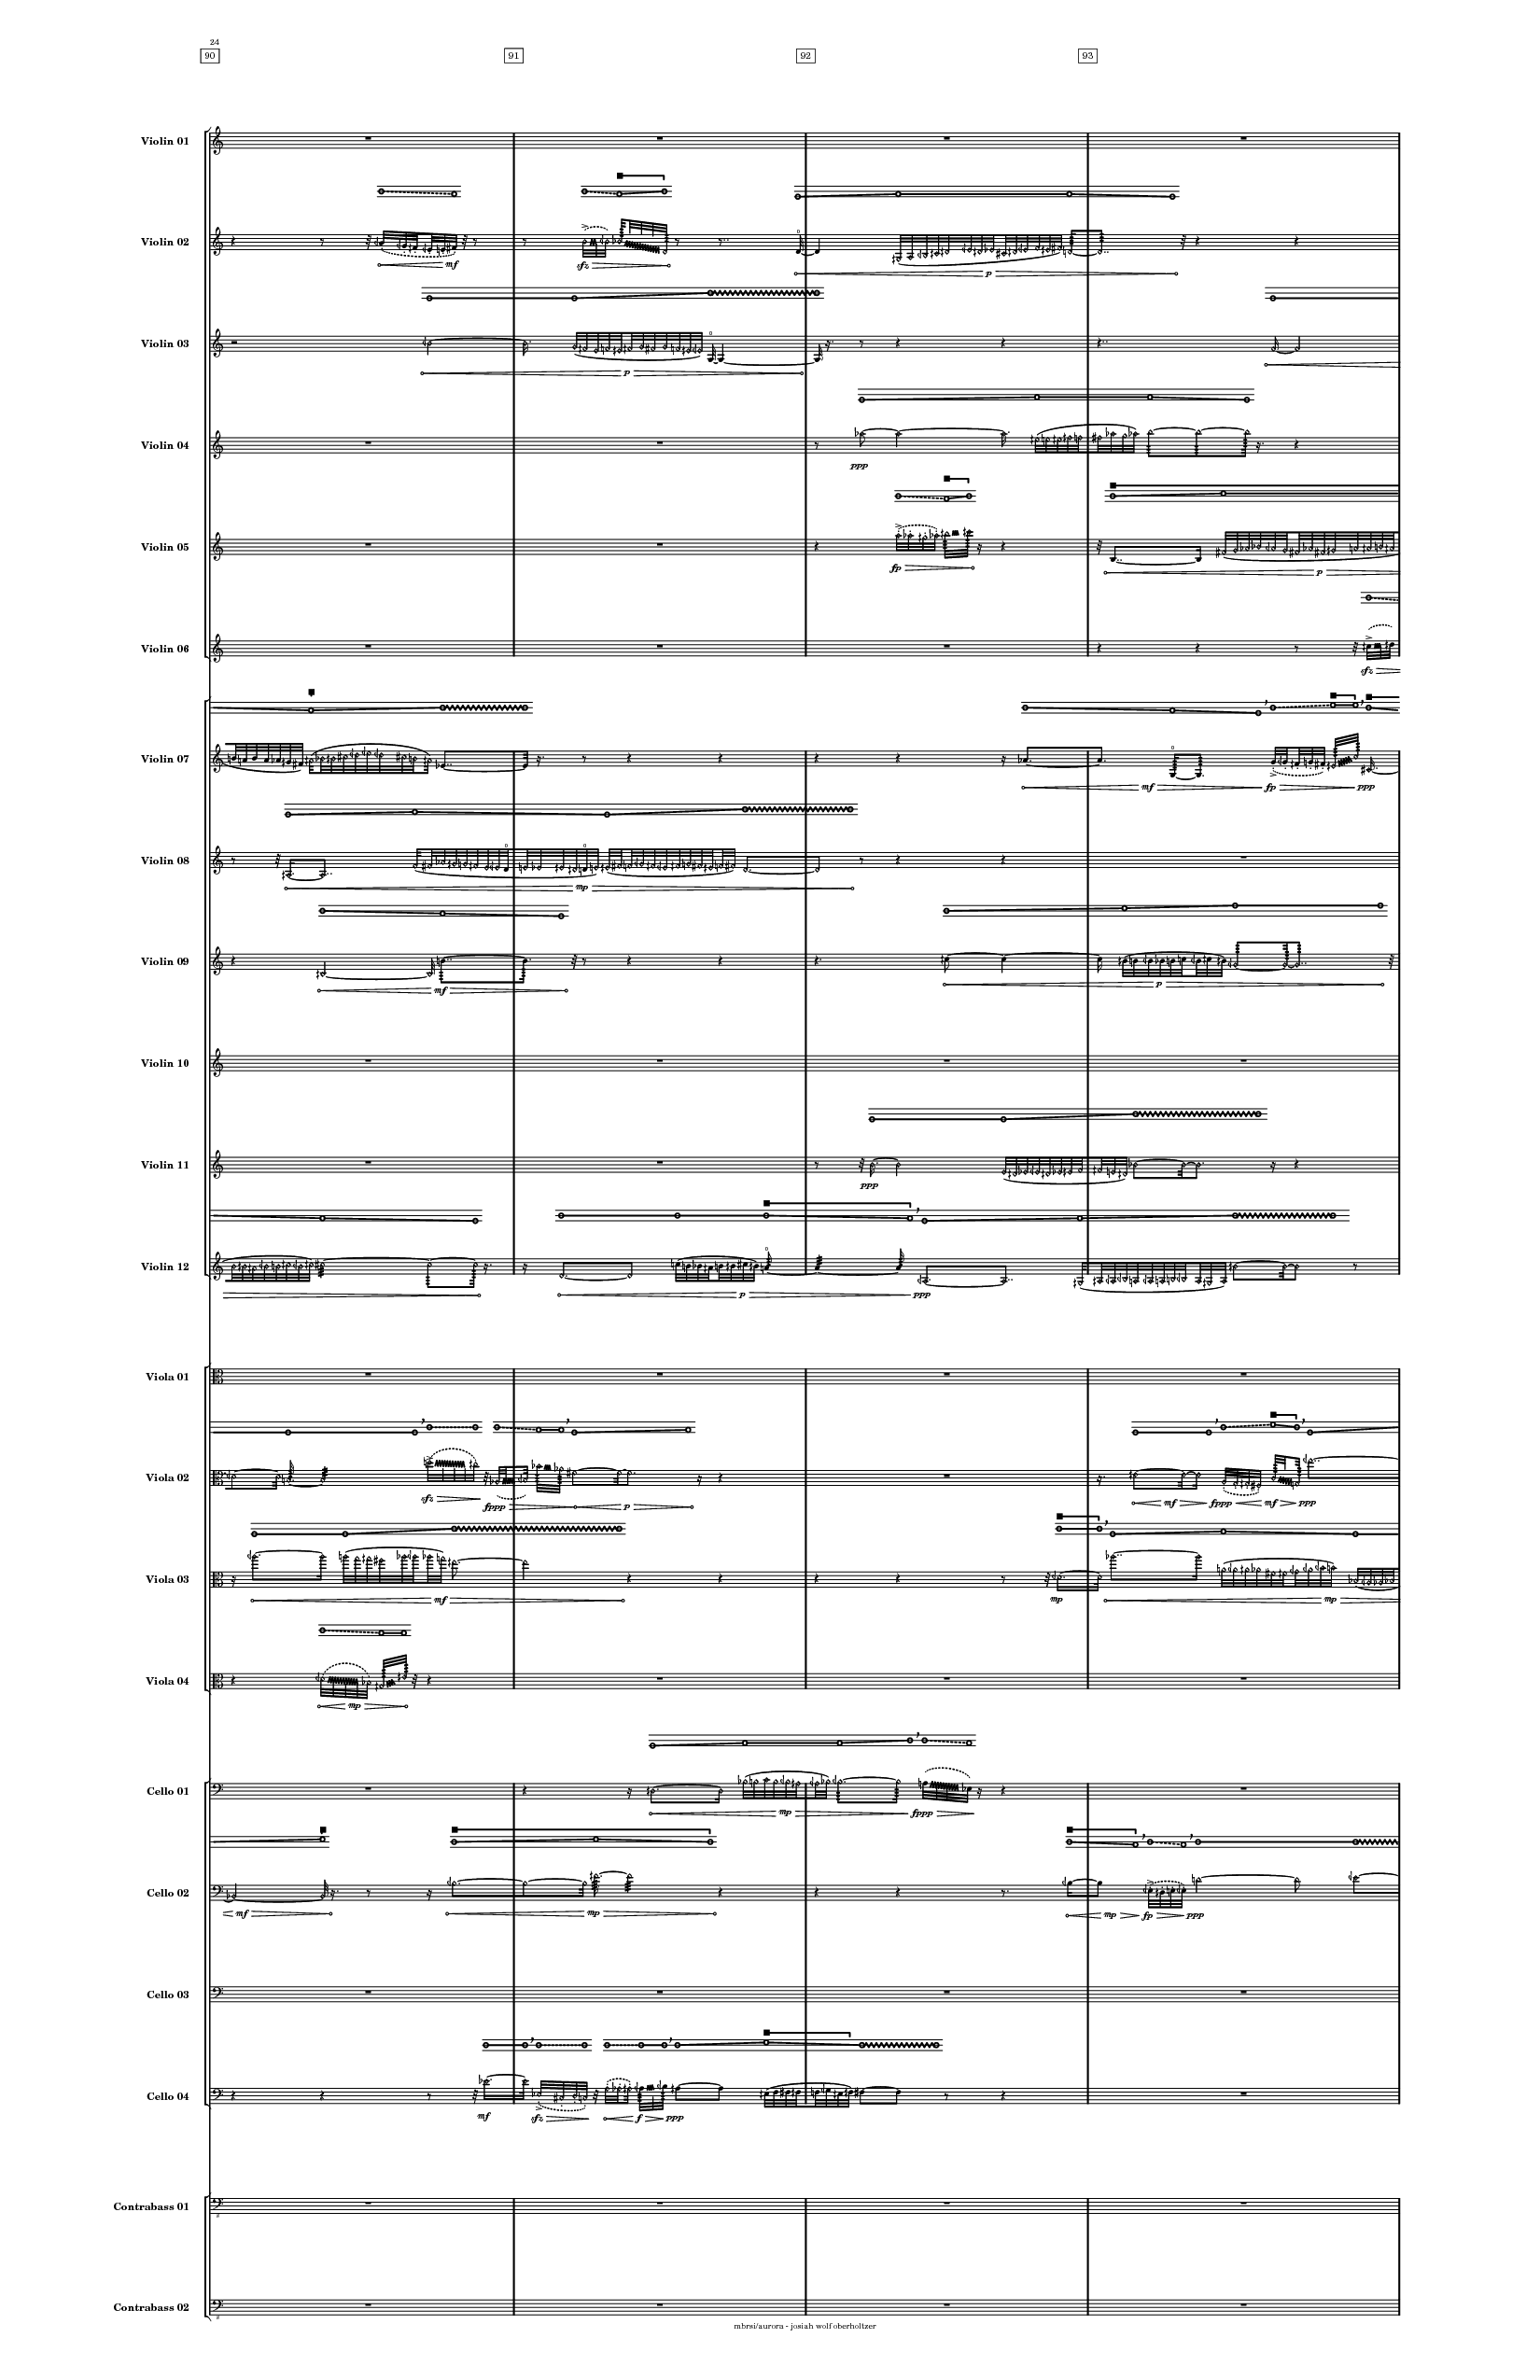 24
90 91 92 93
Violin 01
Violin 02
mf sfz p
Violin 03
p
Violin 04
ppp
Violin 05
fp p
Violin 06
sfz
Violin 07
mf fp ppp
Violin 08
mp
Violin 09
mf p
Violin 10
Violin 11
ppp
Violin 12
p ppp
Viola 01
Viola 02
sfz fppp p mf fppp mf ppp
Viola 03
mf mp mp
Viola 04
mp
Cello 01
mp fppp
Cello 02
mf mp mp fp ppp
Cello 03
Cello 04
mf sfz f ppp
Contrabass 01
Contrabass 02
mbrsi/aurora - josiah wolf oberholtzer